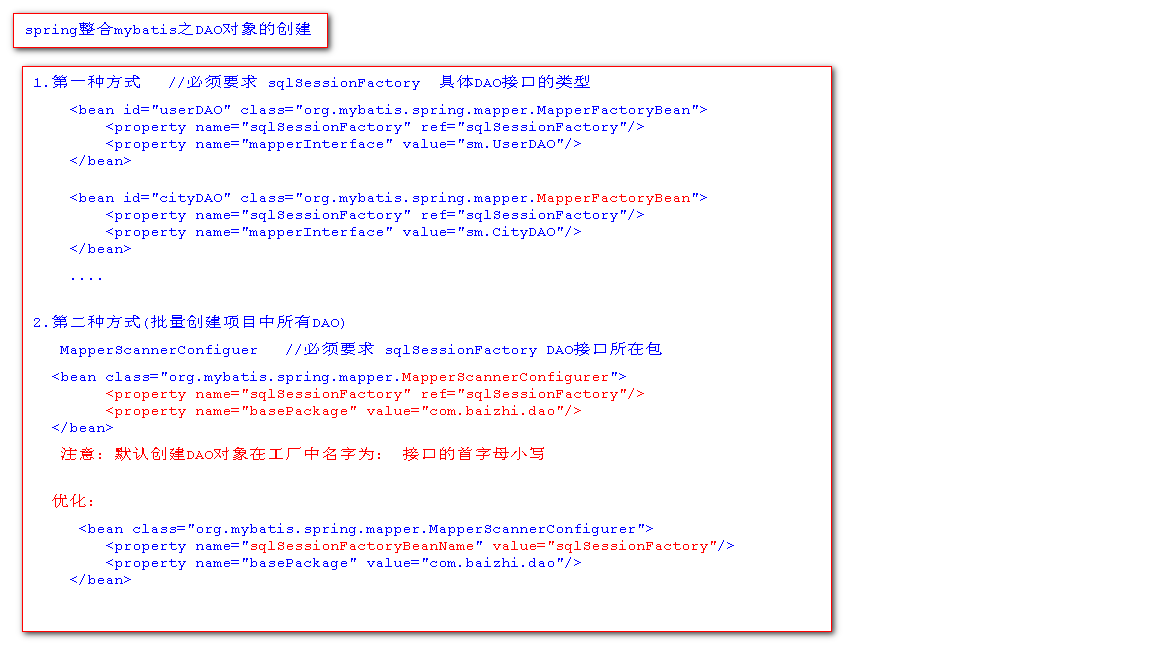 spring整合mybatis之DAO对象的创建
1.第一种方式 //必须要求 sqlSessionFactory 具体DAO接口的类型
<bean id="userDAO" class="org.mybatis.spring.mapper.MapperFactoryBean">
<property name="sqlSessionFactory" ref="sqlSessionFactory"/>
<property name="mapperInterface" value="sm.UserDAO"/>
</bean>
<bean id="cityDAO" class="org.mybatis.spring.mapper.MapperFactoryBean">
<property name="sqlSessionFactory" ref="sqlSessionFactory"/>
<property name="mapperInterface" value="sm.CityDAO"/>
</bean>
....
2.第二种方式(批量创建项目中所有DAO)
MapperScannerConfiguer //必须要求 sqlSessionFactory DAO接口所在包
<bean class="org.mybatis.spring.mapper.MapperScannerConfigurer">
<property name="sqlSessionFactory" ref="sqlSessionFactory"/>
<property name="basePackage" value="com.baizhi.dao"/>
</bean>
注意: 默认创建DAO对象在工厂中名字为: 接口的首字母小写
优化:
<bean class="org.mybatis.spring.mapper.MapperScannerConfigurer">
<property name="sqlSessionFactoryBeanName" value="sqlSessionFactory"/>
<property name="basePackage" value="com.baizhi.dao"/>
</bean>